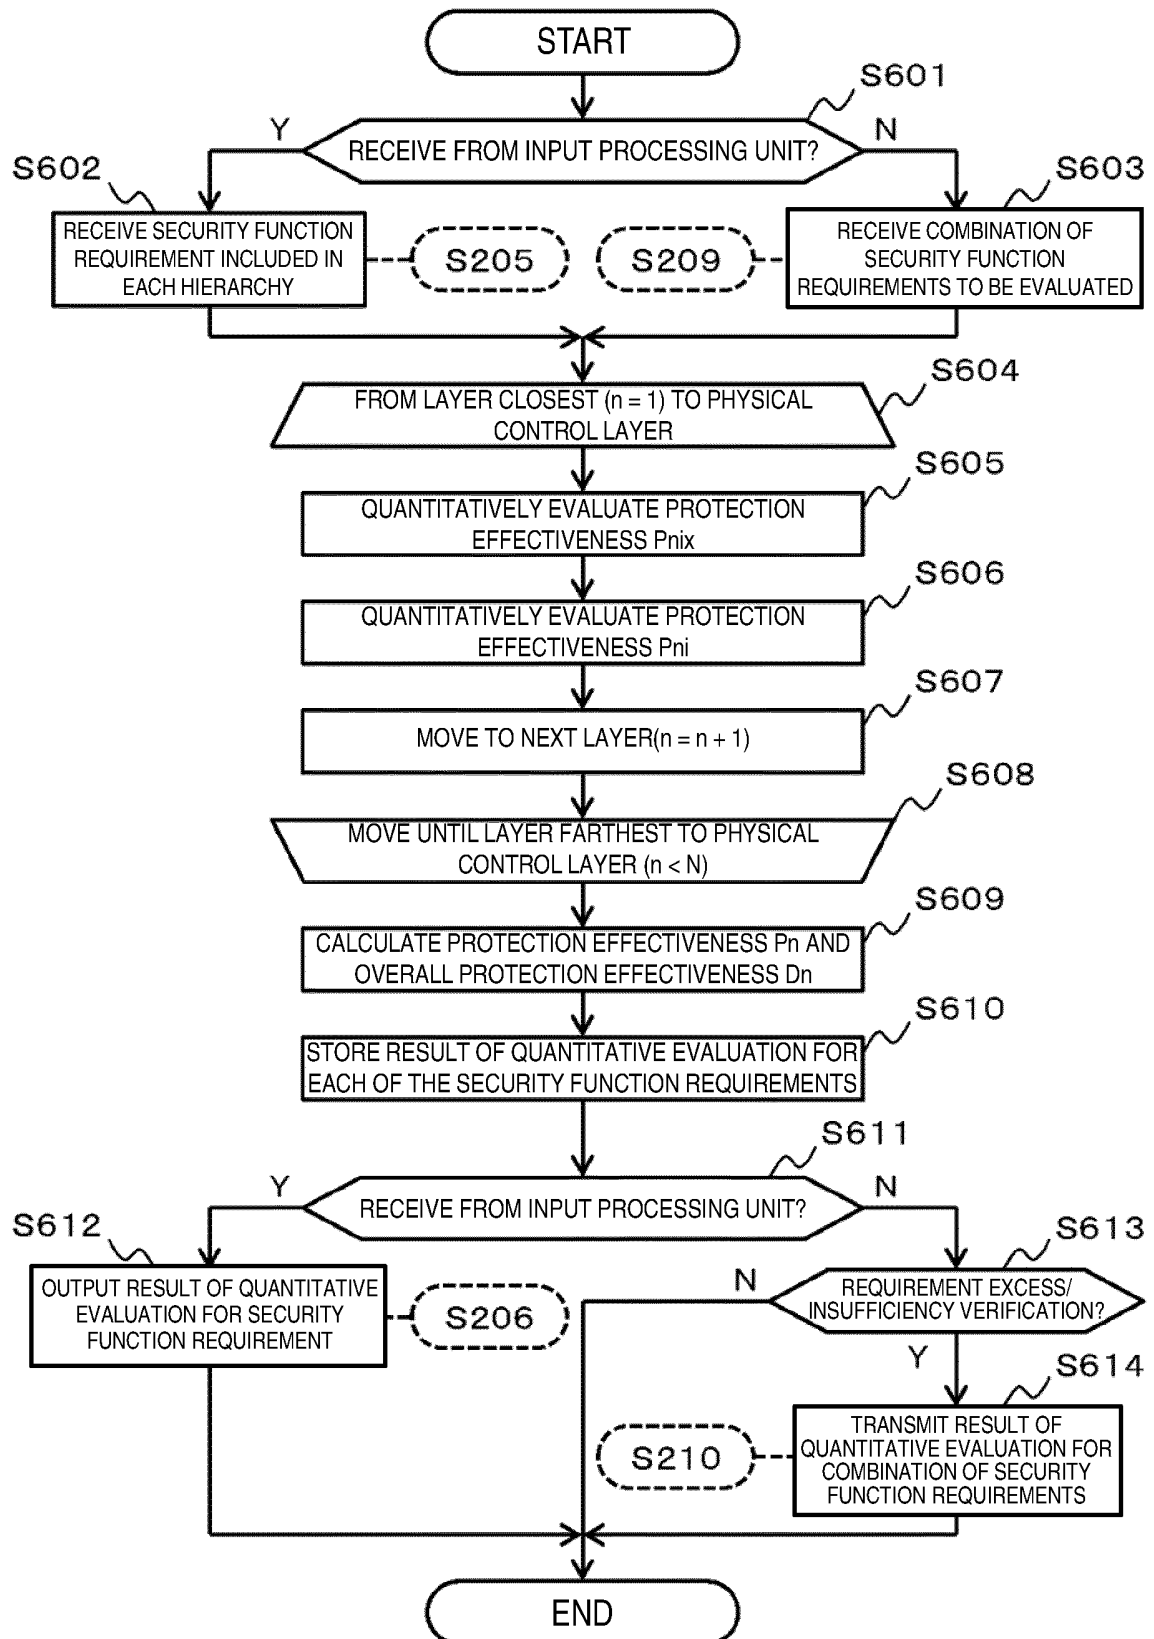 START
S601
Y
N
RECEIVE FROM INPUT PROCESSING UNIT?
S602
S603
RECEIVE SECURITY FUNCTION
REQUIREMENT INCLUDED IN
EACH HIERARCHY
S205
S209
RECEIVE COMBINATION OF
SECURITY FUNCTION
REQUIREMENTS TO BE EVALUATED
S604
FROM LAYER CLOSEST (n = 1) TO PHYSICAL
CONTROL LAYER
S605
QUANTITATIVELY EVALUATE PROTECTION
EFFECTIVENESS Pnix
S606
QUANTITATIVELY EVALUATE PROTECTION
EFFECTIVENESS Pni
S607
MOVE TO NEXT LAYER(n = n + 1)
S608
MOVE UNTIL LAYER FARTHEST TO PHYSICAL
CONTROL LAYER (n < N)
S609
CALCULATE PROTECTION EFFECTIVENESS Pn AND
OVERALL PROTECTION EFFECTIVENESS Dn
S610
STORE RESULT OF QUANTITATIVE EVALUATION FOR
EACH OF THE SECURITY FUNCTION REQUIREMENTS
S611
Y
N
RECEIVE FROM INPUT PROCESSING UNIT?
S612
S613
OUTPUT RESULT OF QUANTITATIVE
EVALUATION FOR SECURITY
FUNCTION REQUIREMENT
S206
N
REQUIREMENT EXCESS/
INSUFFICIENCY VERIFICATION?
Y
S614
S210
TRANSMIT RESULT OF
QUANTITATIVE EVALUATION FOR
COMBINATION OF SECURITY
FUNCTION REQUIREMENTS
END